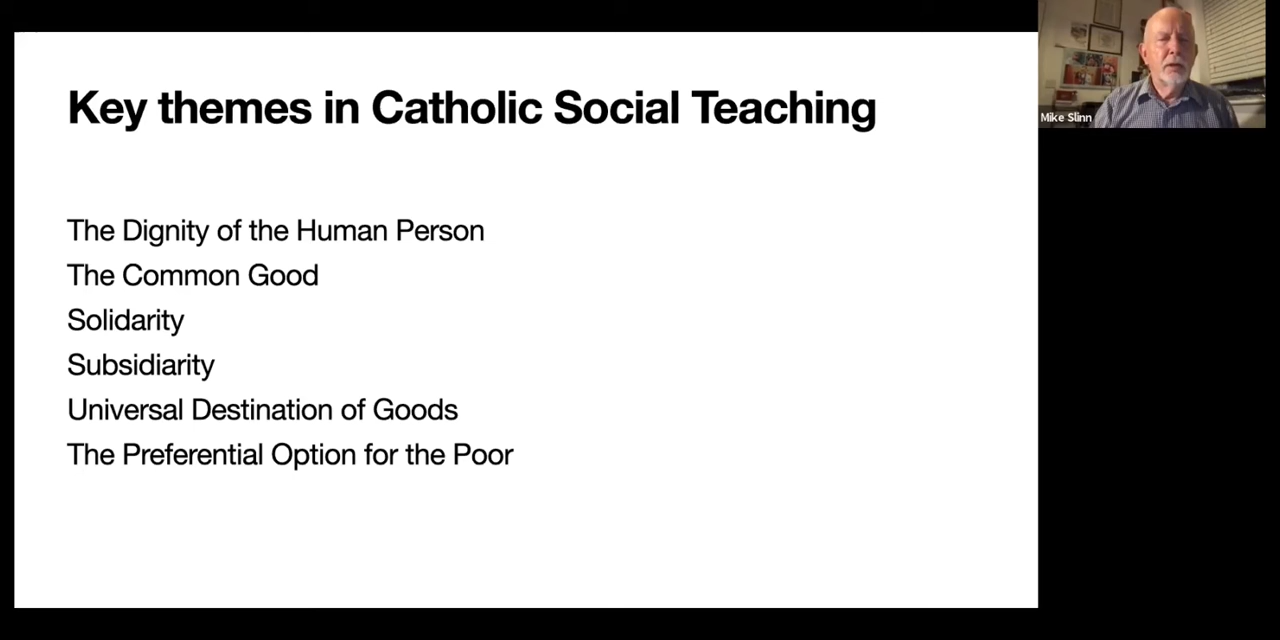 Key themes in Catholic Social Teaching
The Dignity of the Human Person
The Common Good
Solidarity
Subsidiarity
Universal Destination of Goods
The Preferential Option for the Poor
Mike Slinn